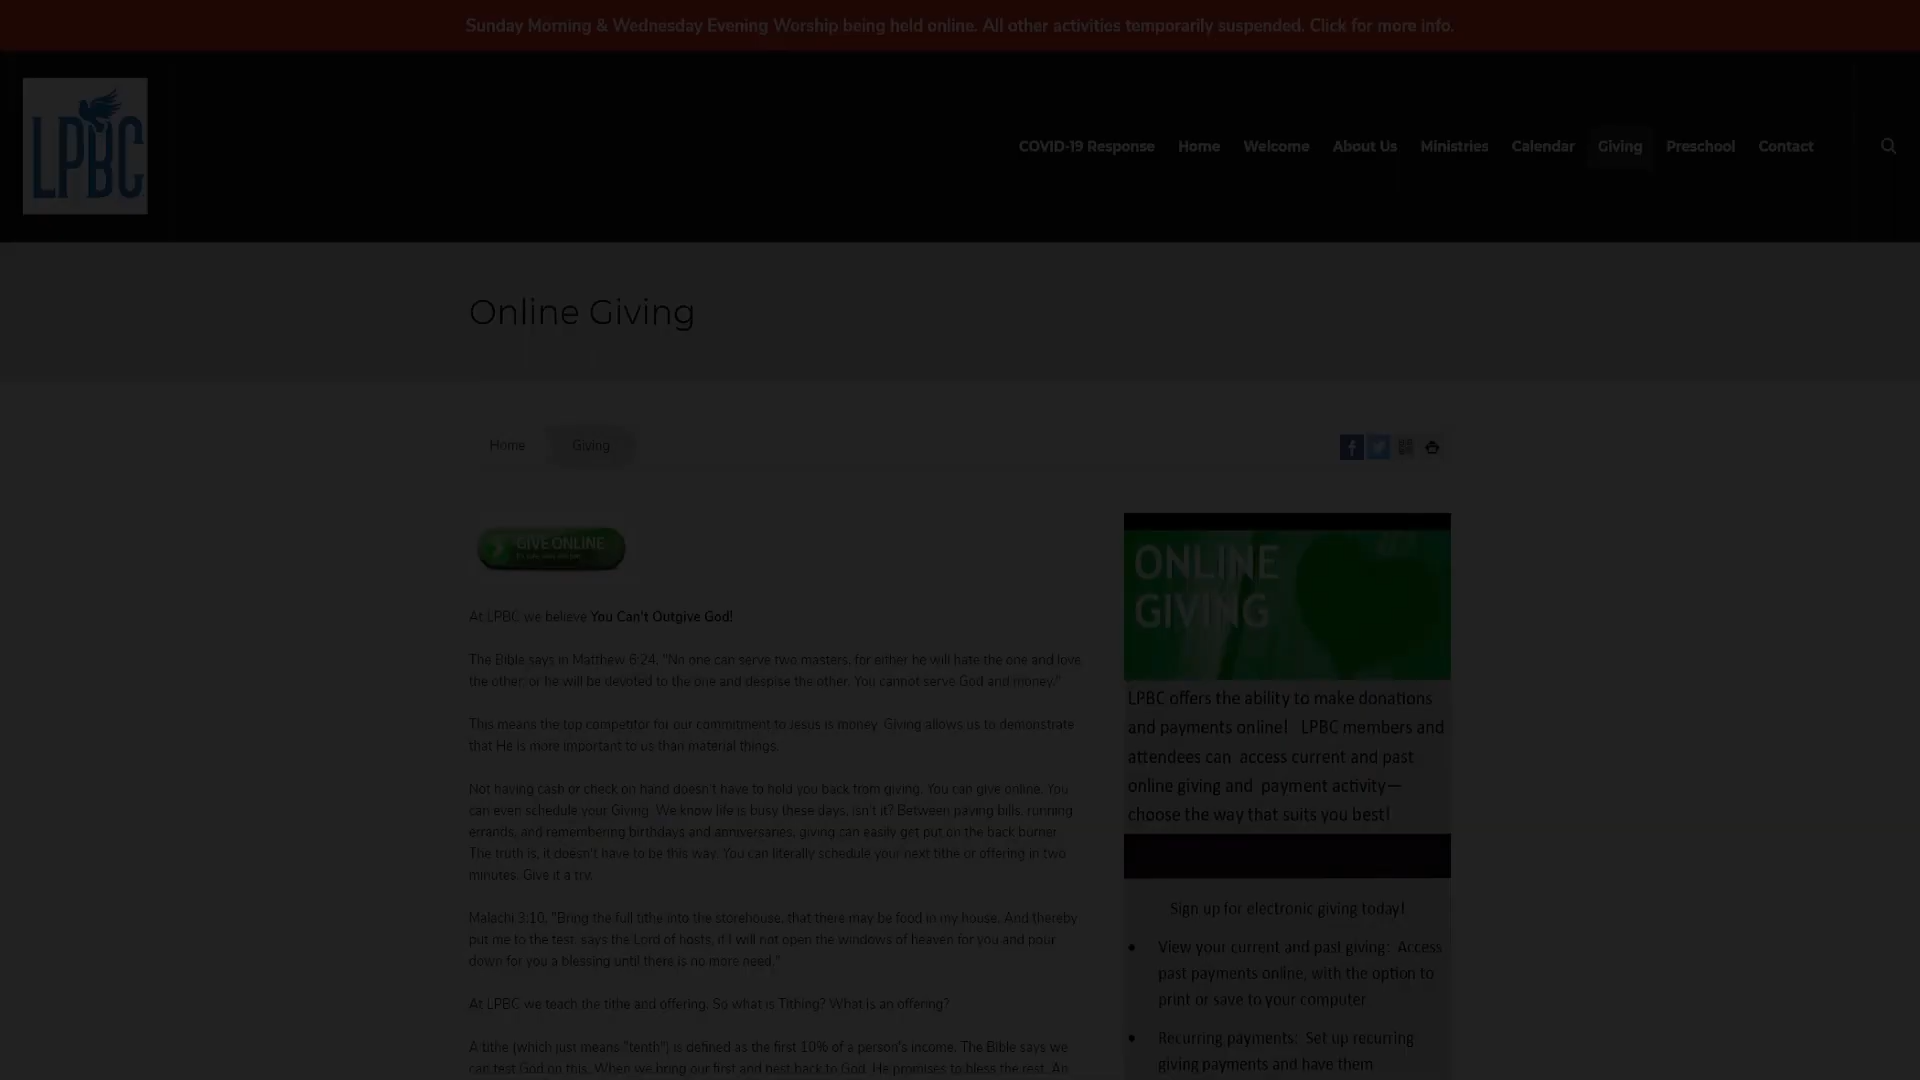 Sunday Morning & Wednesday Evening Worship being held online. All other activities temporarily suspended. Click for more info.
LPBC
COVID-19 Response Home Welcome About Us Ministries Calendar Giving Preschool Contact
Online Giving
Home Giving
GIVE ONLINE
At LPBC we believe You Can't Outgive God!
The Bible says in Matthew 6:24, "No one can serve two masters, for either he will hate the one and love
the other; or he will be devoted to the one and despise the other. You cannot serve God and money."
This means the top competitor for our commitment to Jesus is money. Giving allows us to demonstrate
that He is more important to us than material things.
Not having cash or check on hand doesn't have to hold you back from giving. You can give online. You
can even schedule your Giving. We know life is busy these days, isn't it? Between paying bills, running
errands, and remembering birthdays and anniversaries, giving can easily get put on the back burner.
The truth is, it doesn't have to be this way. You can literally schedule your next tithe or offering in two
minutes. Give it a try.
Malachi 3:10, "Bring the full tithe into the storehouse, that there may be food in my house. And thereby
put me to the test, says the Lord of hosts, if I will not open the windows of heaven for you and pour
down for you a blessing until there is no more need."
At LPBC we teach the tithe and offering. So what is Tithing? What is an offering?
A tithe (which just means "tenth") is defined as the first 10% of a person's income. The Bible says we
can test God on this. When we bring our first and best back to God, He promises to bless the rest. An
ONLINE
GIVING
LPBC offers the ability to make donations
and payments online! LPBC members and
attendees can access current and past
online giving and payment activity—
choose the way that suits you best!
Sign up for electronic giving today!
• View your current and past giving: Access
past payments online, with the option to
print or save to your computer
• Recurring payments: Set up recurring
giving payments and have them